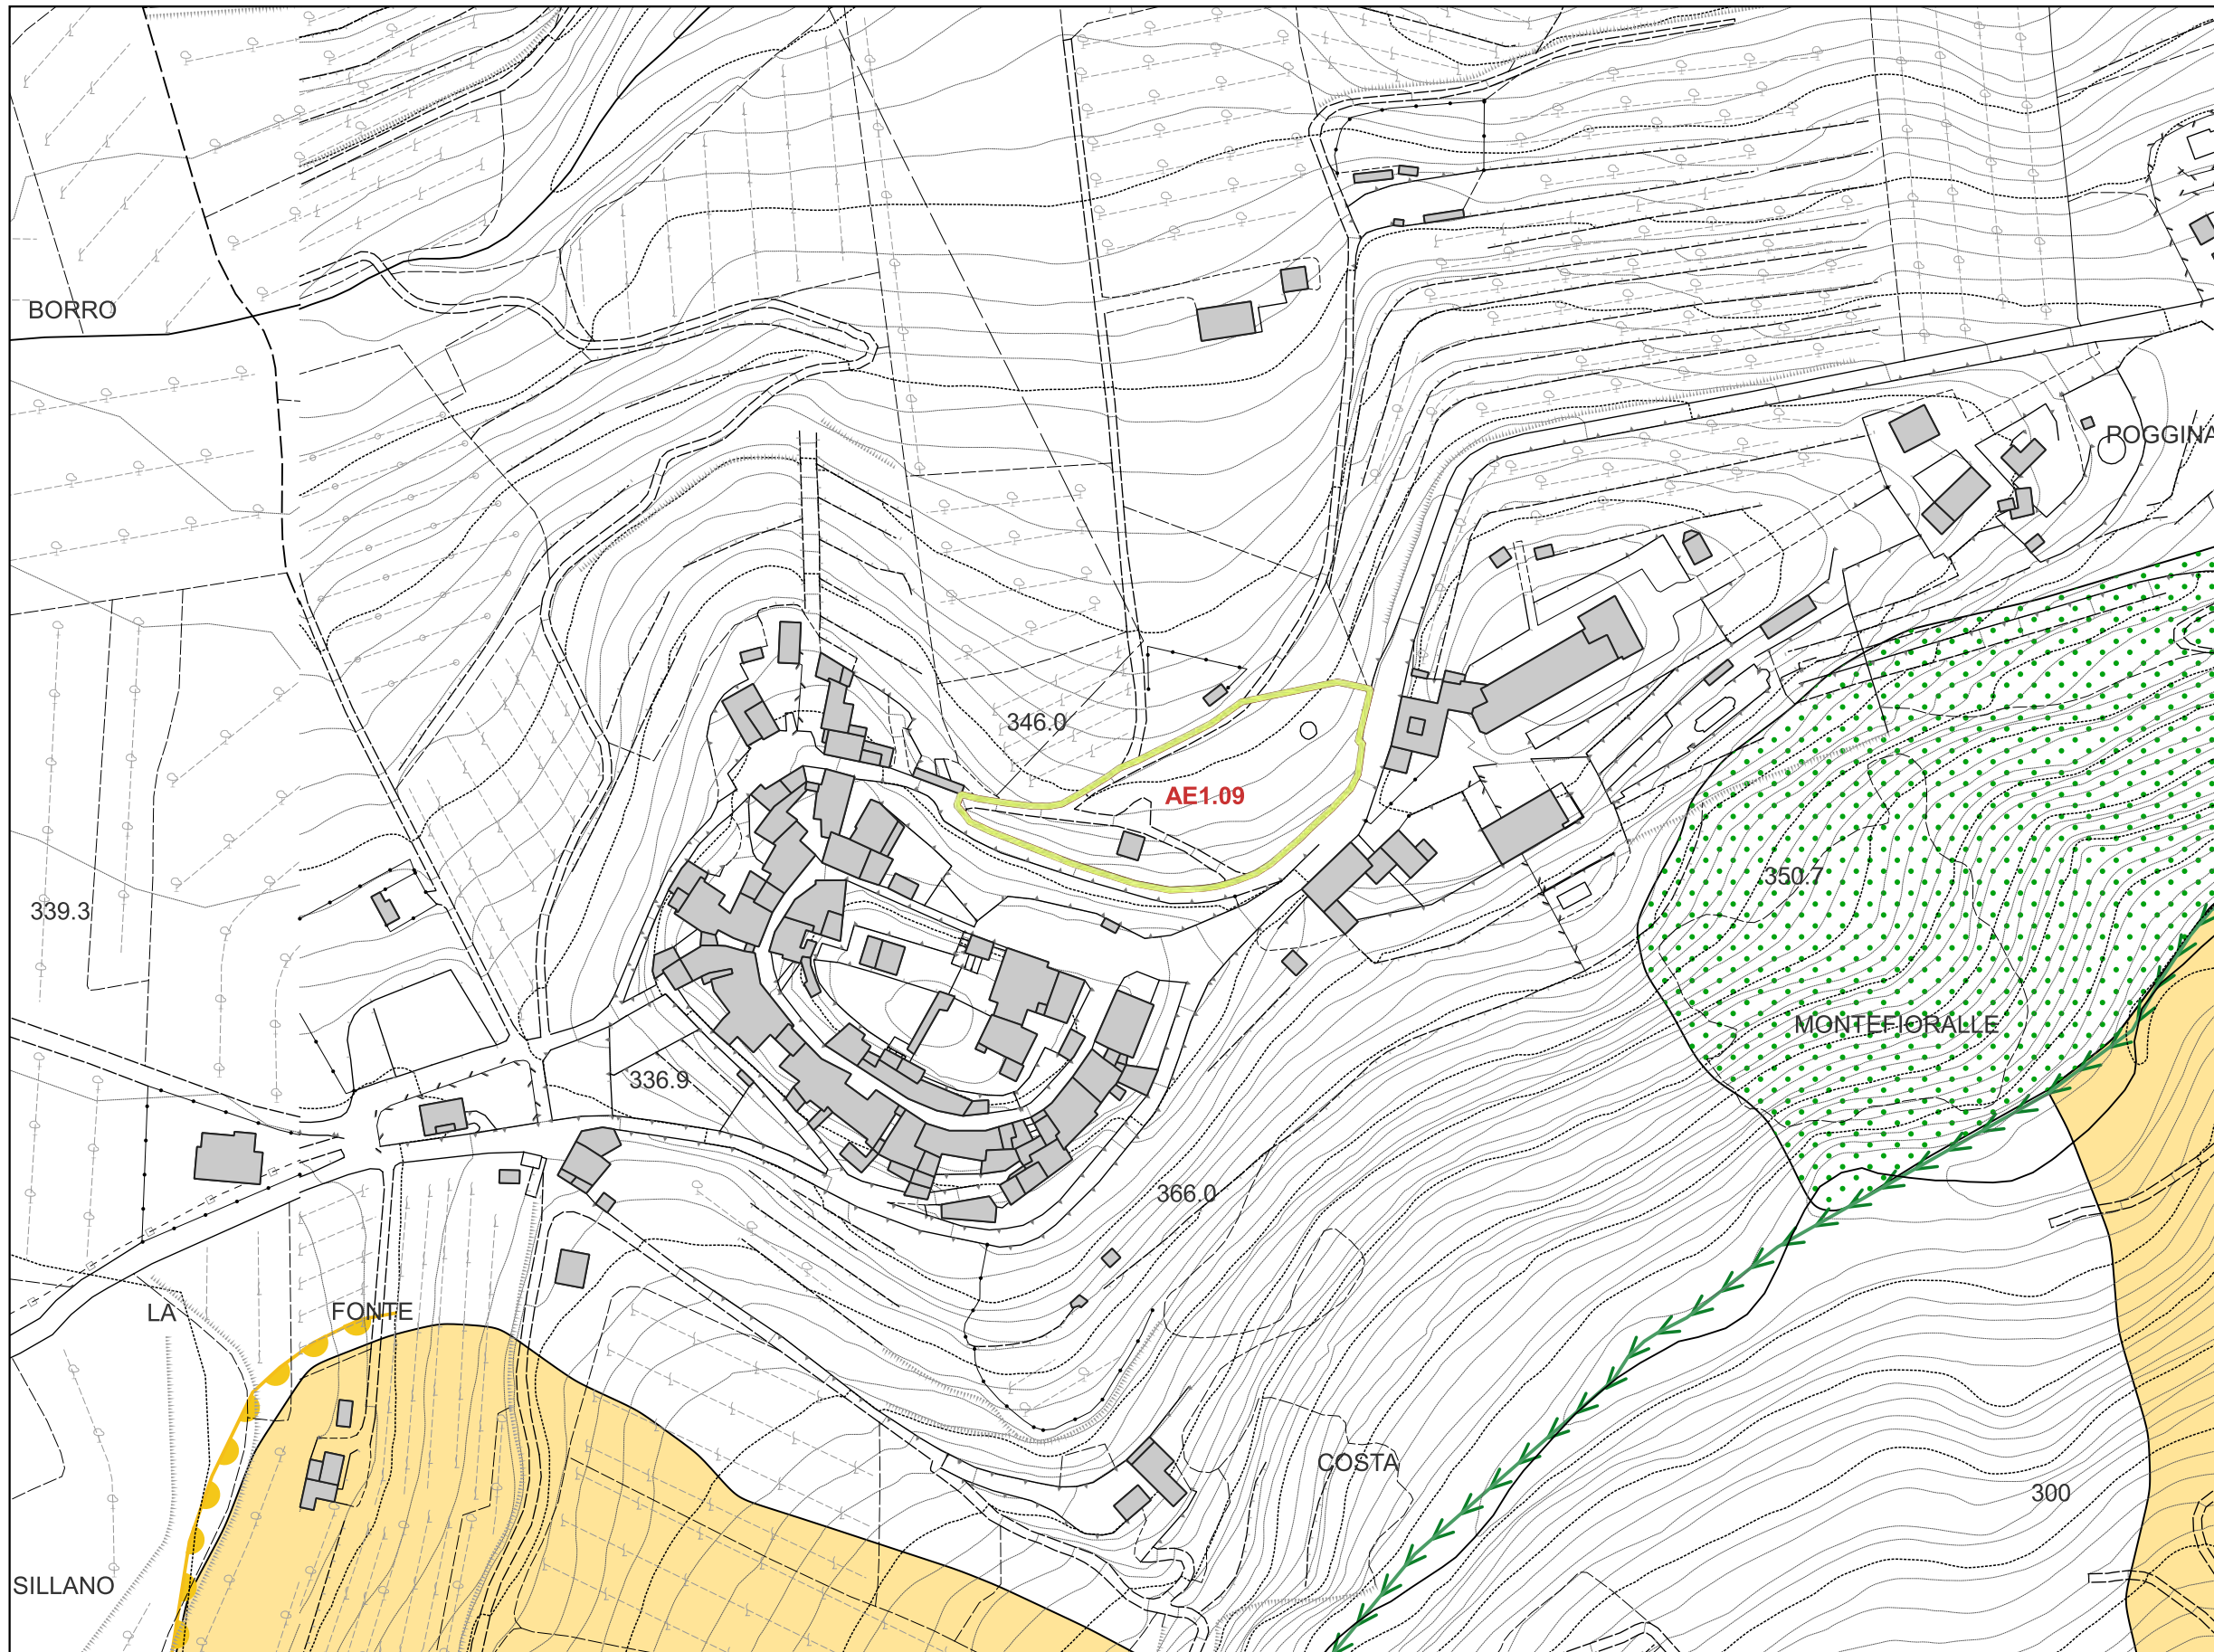 BORRO
POGGINA
346.0
AE1.09
350.7
339.3
MONTEFIORALLE
336.9
366.0
LA FONTE
COSTA
300
SILLANO